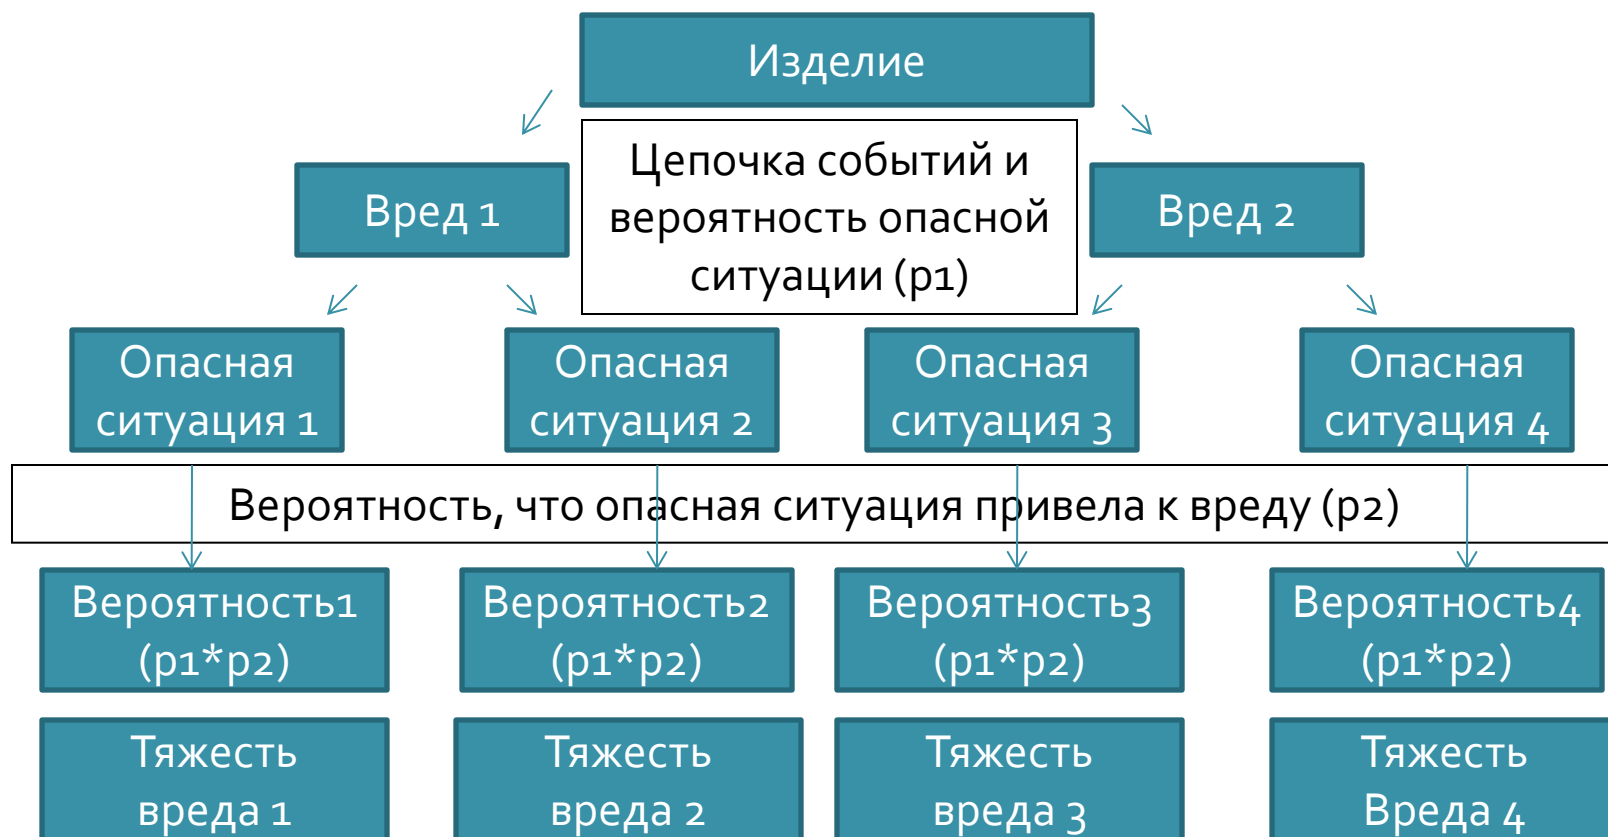 Изделие
Цепочка событий и
вероятность опасной
ситуации (p1)
Вред 1
Вред 2
Опасная
ситуация 1
Опасная
ситуация 2
Опасная
ситуация 3
Опасная
ситуация 4
Вероятность, что опасная ситуация привела к вреду (p2)
Вероятность1
(p1*p2)
Вероятность2
(p1*p2)
Вероятность3
(p1*p2)
Вероятность4
(p1*p2)
Тяжесть
вреда 1
Тяжесть
вреда 2
Тяжесть
вреда 3
Тяжесть
Вреда 4